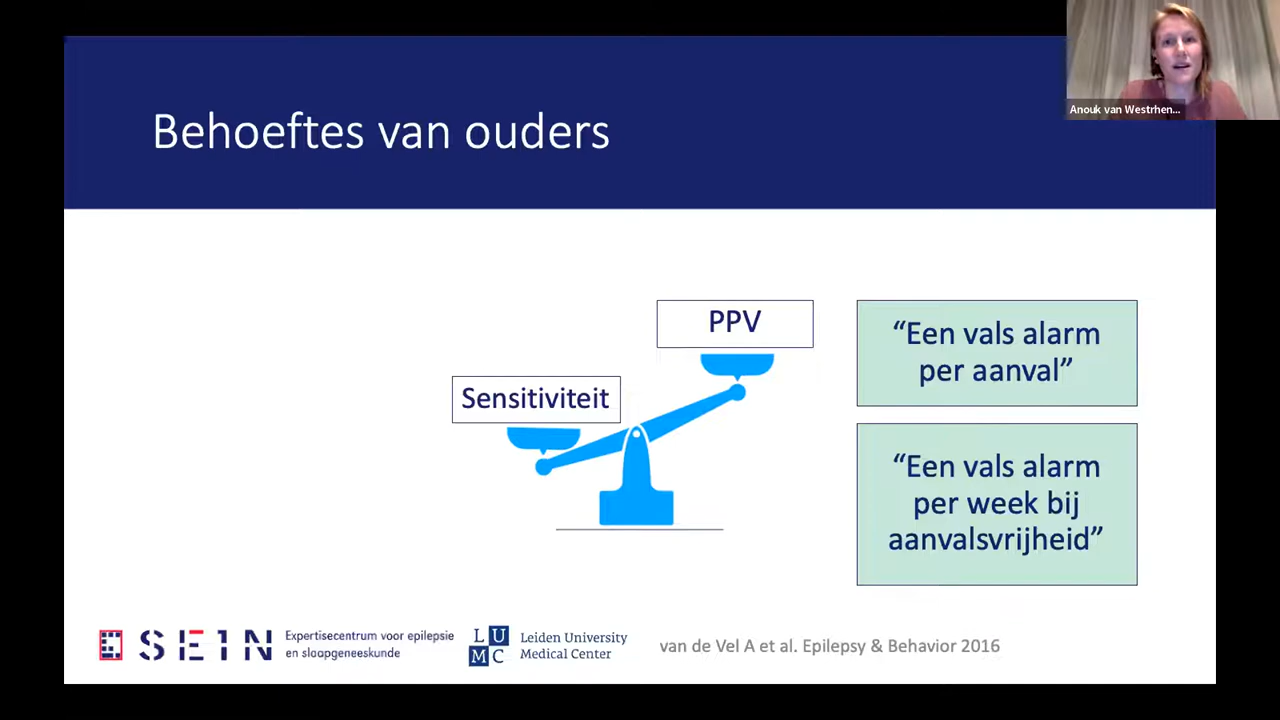 Anouk van Westrhen...
Behoeftes van ouders
PPV
Sensitiviteit
“Een vals alarm
per aanval”
“Een vals alarm
per week bij
aanvalsvrijheid”
SEIN
Expertisecentrum voor epilepsie
en slaapgeneeskunde
LU
MC
Leiden University
Medical Center
van de Vel A et al. Epilepsy & Behavior 2016